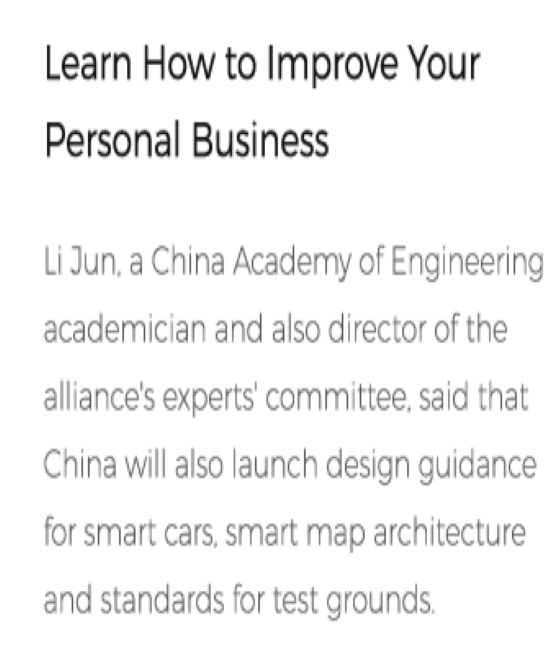 Learn How to Improve Your
Personal Business
Li Jun, a China Academy of Engineering
academician and also director of the
alliance's experts' committee, said that
China will also launch design guidance
for smart cars, smart map architecture
and standards for test grounds.